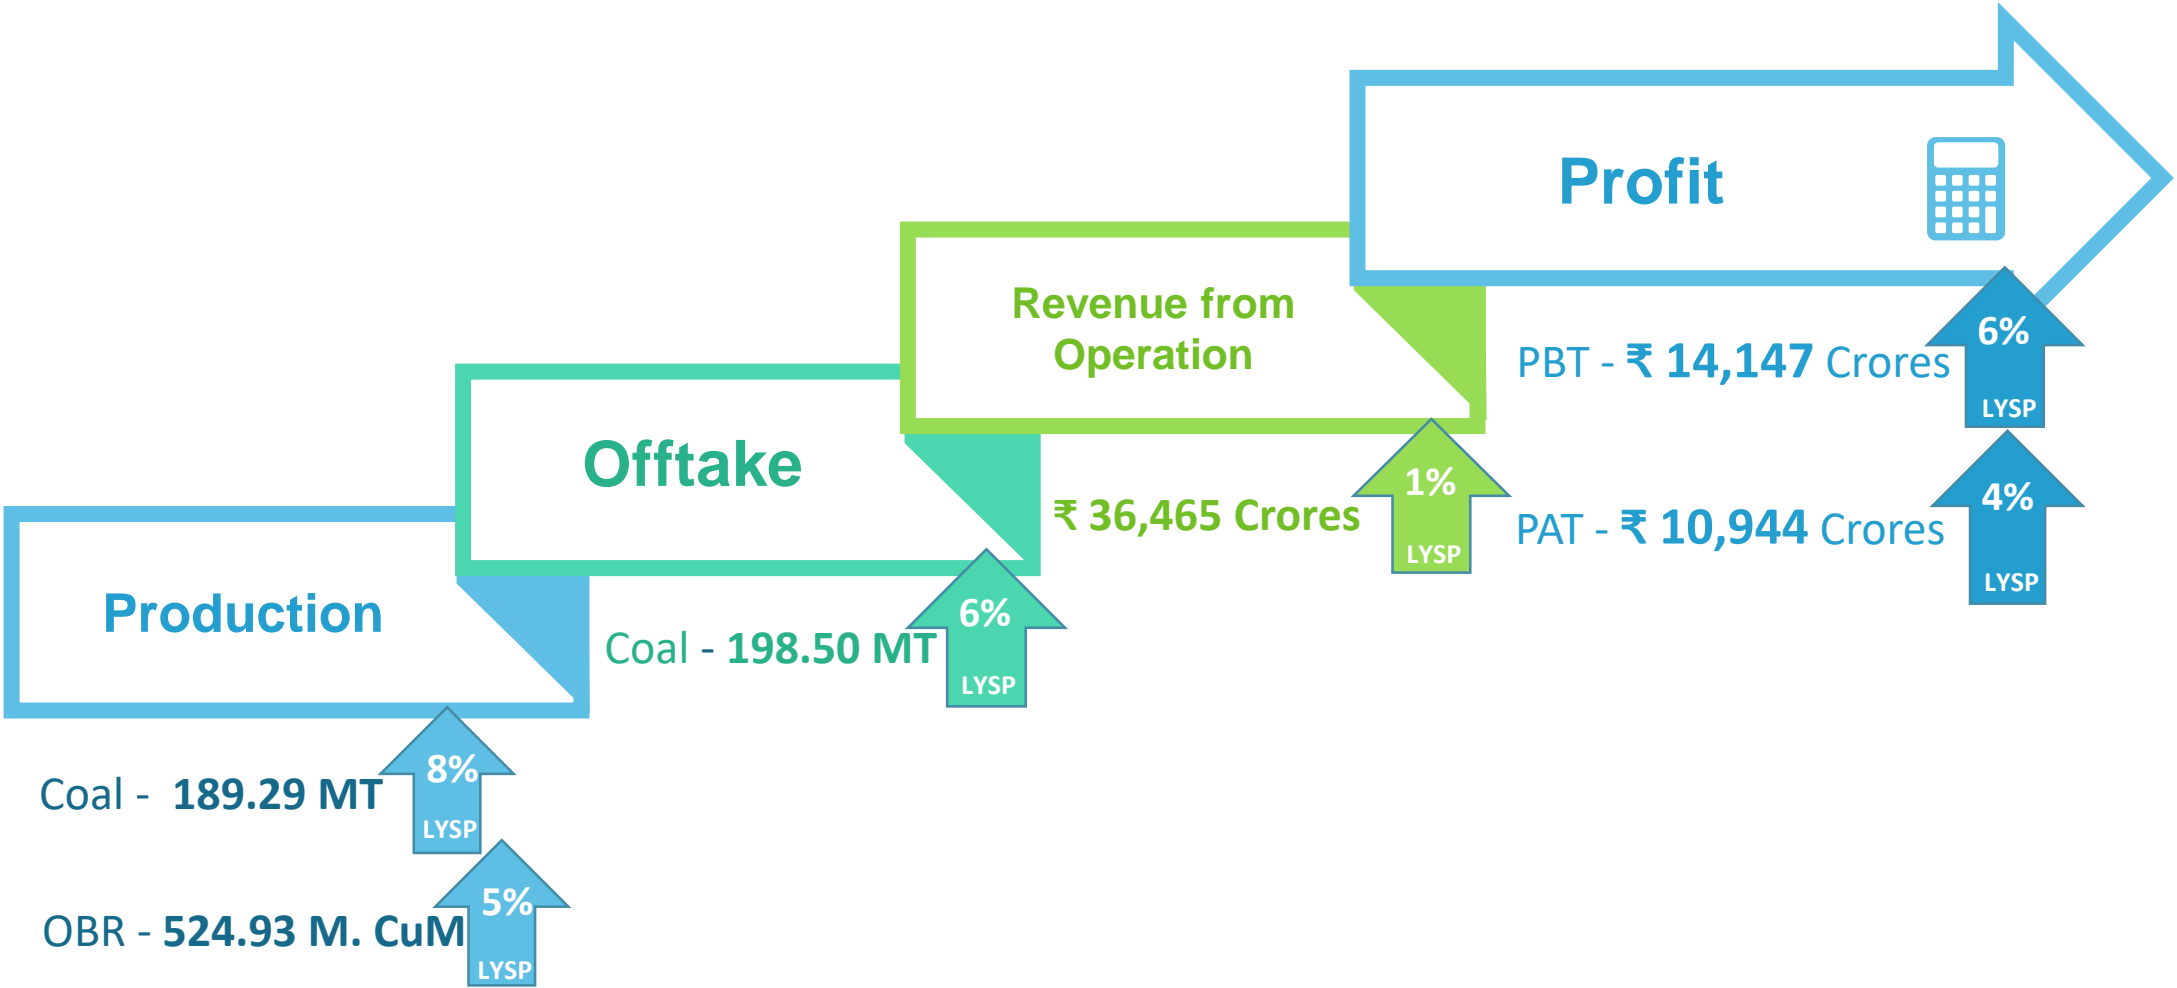 Production
Coal - 189.29 MT
8%
LYSP
OBR - 524.93 M. CuM
5%
LYSP
Offtake
Coal - 198.50 MT
6%
LYSP
Revenue from
Operation
₹ 36,465 Crores
1%
LYSP
Profit
PBT - ₹ 14,147 Crores
6%
LYSP
PAT - ₹ 10,944 Crores
4%
LYSP